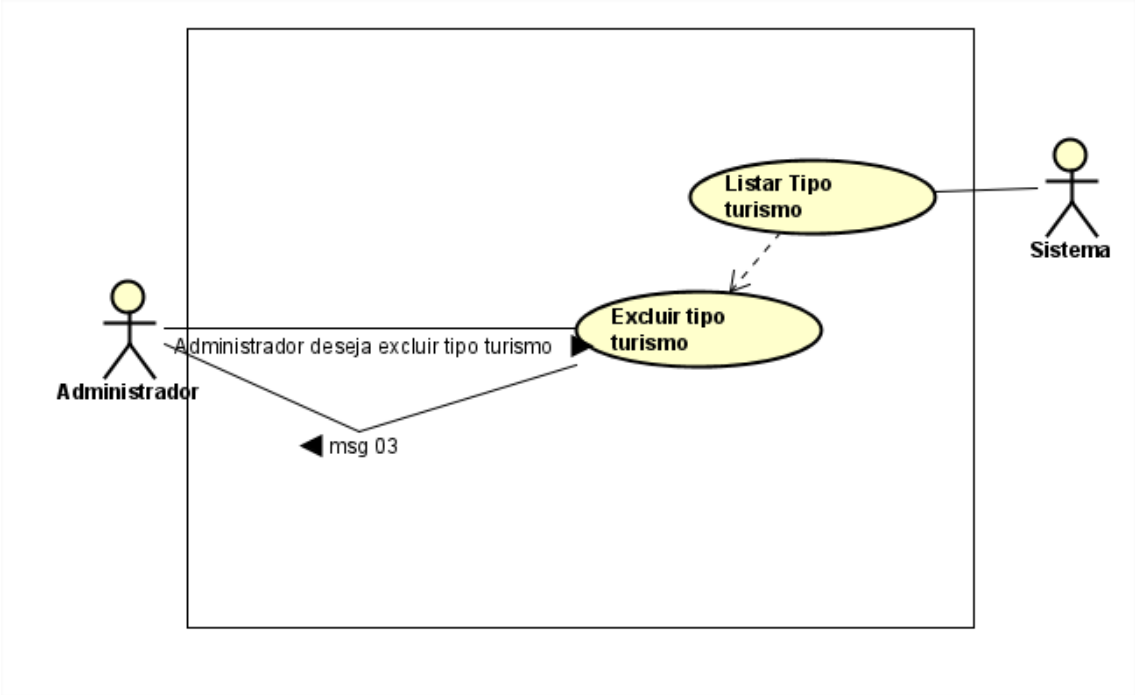 Listar Tipo
turismo
Sistema
Excluir tipo
turismo
Administrador deseja excluir tipo turismo
Administrador
msg 03